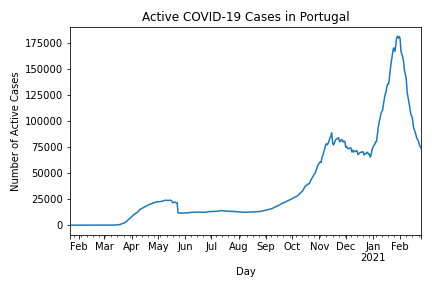 Active COVID-19 Cases in Portugal
Number of Active Cases
175000
150000
125000
100000
75000
50000
25000
0
Feb Mar Apr May Jun Jul Aug Sep Oct Nov Dec Jan Feb
2021
Day